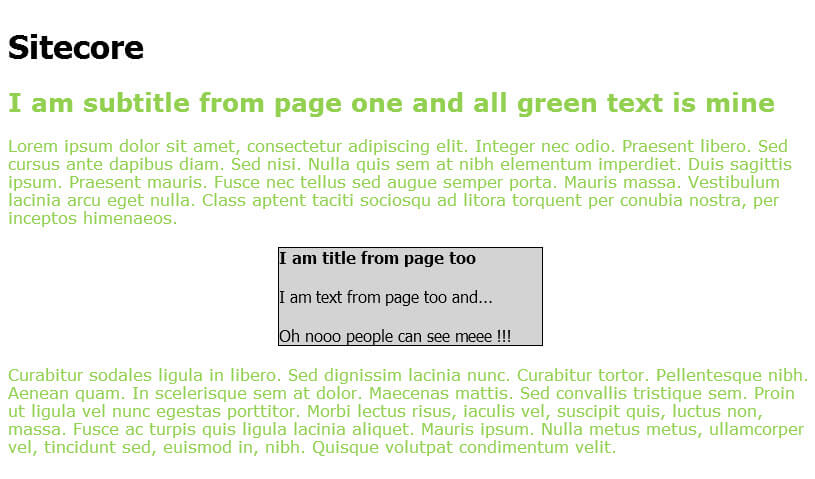 Sitecore
I am subtitle from page one and all green text is mine
Lorem ipsum dolor sit amet, consectetur adipiscing elit. Integer nec odio. Praesent libero. Sed
cursus ante dapibus diam. Sed nisi. Nulla quis sem at nibh elementum imperdiet. Duis sagittis
ipsum. Praesent mauris. Fusce nec tellus sed augue semper porta. Mauris massa. Vestibulum
lacinia arcu eget nulla. Class aptent taciti sociosqu ad litora torquent per conubia nostra, per
inceptos himenaeos.
I am title from page too
I am text from page too and...
Oh nooo people can see meee !!!
Curabitur sodales ligula in libero. Sed dignissim lacinia nunc. Curabitur tortor. Pellentesque nibh.
Aenean quam. In scelerisque sem at dolor. Maecenas mattis. Sed convallis tristique sem. Proin
ut ligula vel nunc egestas porttitor. Morbi lectus risus, iaculis vel, suscipit quis, luctus non,
massa. Fusce ac turpis quis ligula lacinia aliquet. Mauris ipsum. Nulla metus metus, ullamcorper
vel, tincidunt sed, euismod in, nibh. Quisque volutpat condimentum velit.